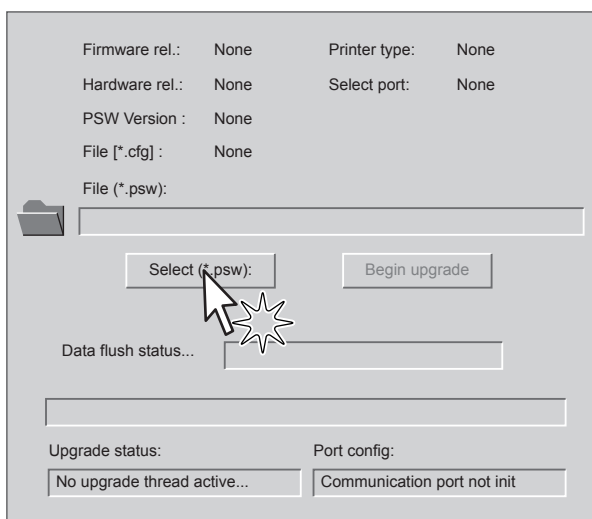 Firmware rel.: None Printer type: None
Hardware rel.: None Select port: None
PSW Version : None
File [*.cfg] : None
File (*.psw):
Select (*.psw): Begin upgrade
Data flush status...
Upgrade status: Port config:
No upgrade thread active... Communication port not init